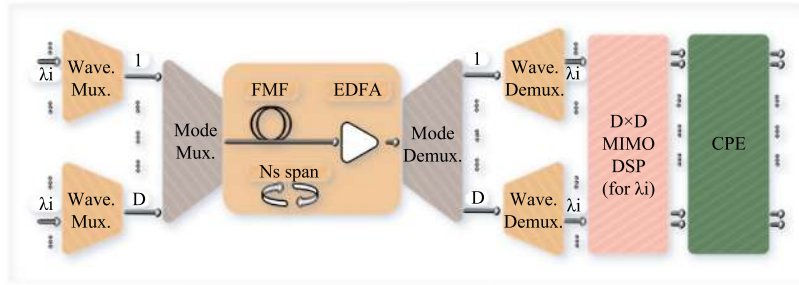 λi
Wave.
Mux.
1
λi
Wave.
Mux.
D
Mode
Mux.
FMF
EDFA
Ns span
Mode
Demux.
1
Wave.
Demux.
λi
D
Wave.
Demux.
λi
D×D
MIMO
DSP
(for λi)
CPE